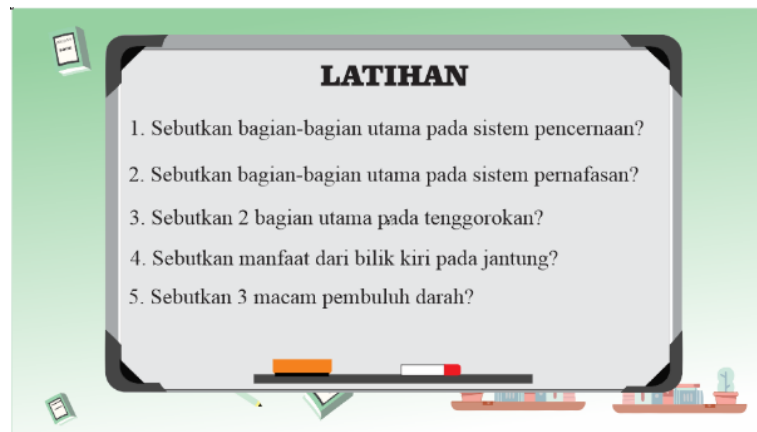 LATIHAN
1. Sebutkan bagian-bagian utama pada sistem pencernaan?
2. Sebutkan bagian-bagian utama pada sistem pernafasan?
3. Sebutkan 2 bagian utama pada tenggorokan?
4. Sebutkan manfaat dari bilik kiri pada jantung?
5. Sebutkan 3 macam pembuluh darah?